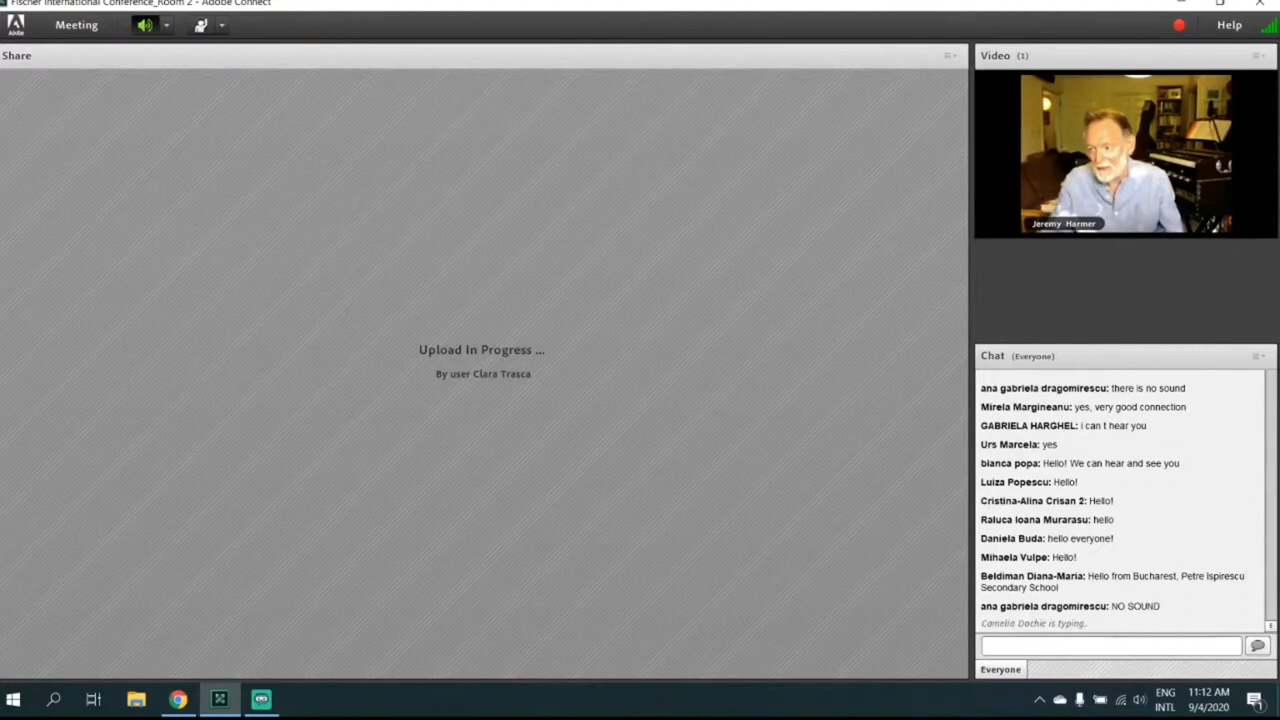 Fischer International Conference_Room 2 - Adobe Connect
Adobe
Meeting
Help
Share
Video (1)
Jeremy Harmer
Upload In Progress ...
By user Clara Trasca
Chat (Everyone)
ana gabriela dragomirescu: there is no sound
Mirela Margineanu: yes, very good connection
GABRIELA HARGHEL: i can t hear you
Urs Marcela: yes
bianca popa: Hello! We can hear and see you
Luiza Popescu: Hello!
Cristina-Alina Crisan 2: Hello!
Raluca Ioana Murarasu: hello
Daniela Buda: hello everyone!
Mihaela Vulpe: Hello!
Beldiman Diana-Maria: Hello from Bucharest, Petre Ispirescu
Secondary School
ana gabriela dragomirescu: NO SOUND
Camelia Dachie is typing..
Everyone
ENG
INTL
11:12 AM
9/4/2020
1